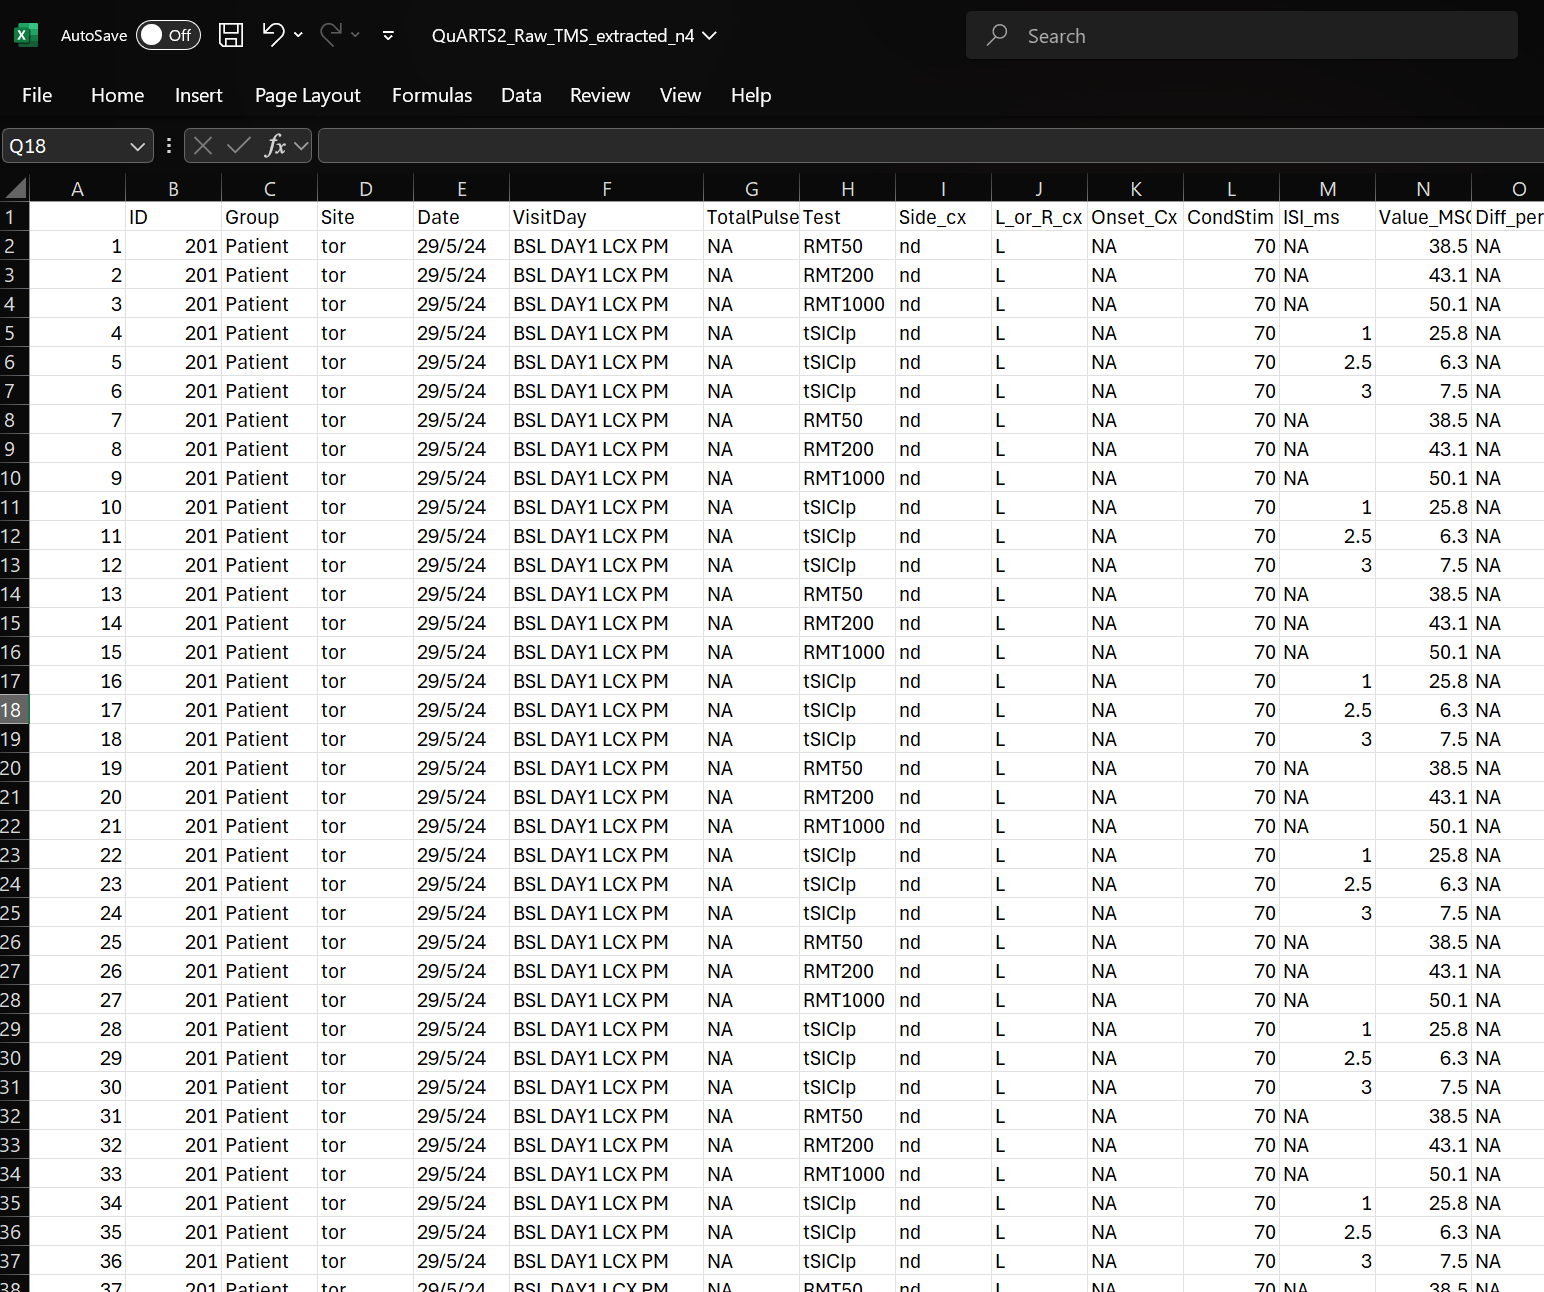 AutoSave Off QuARTS2_Raw_TMS_extracted_n4 Search
File Home Insert Page Layout Formulas Data Review View Help
Q18 fx
A B C D E F G H I J K L M N O
1 ID Group Site Date VisitDay TotalPulse Test Side_cx L_or_R_cx Onset_Cx CondStim ISI_ms Value_MSO Diff_per
2 1 201 Patient tor 29/5/24 BSL DAY1 LCX PM NA RMT50 nd L NA 70 NA 38.5 NA
3 2 201 Patient tor 29/5/24 BSL DAY1 LCX PM NA RMT200 nd L NA 70 NA 43.1 NA
4 3 201 Patient tor 29/5/24 BSL DAY1 LCX PM NA RMT1000 nd L NA 70 NA 50.1 NA
5 4 201 Patient tor 29/5/24 BSL DAY1 LCX PM NA tSICIp nd L NA 70 1 25.8 NA
6 5 201 Patient tor 29/5/24 BSL DAY1 LCX PM NA tSICIp nd L NA 70 2.5 6.3 NA
7 6 201 Patient tor 29/5/24 BSL DAY1 LCX PM NA tSICIp nd L NA 70 3 7.5 NA
8 7 201 Patient tor 29/5/24 BSL DAY1 LCX PM NA RMT50 nd L NA 70 NA 38.5 NA
9 8 201 Patient tor 29/5/24 BSL DAY1 LCX PM NA RMT200 nd L NA 70 NA 43.1 NA
10 9 201 Patient tor 29/5/24 BSL DAY1 LCX PM NA RMT1000 nd L NA 70 NA 50.1 NA
11 10 201 Patient tor 29/5/24 BSL DAY1 LCX PM NA tSICIp nd L NA 70 1 25.8 NA
12 11 201 Patient tor 29/5/24 BSL DAY1 LCX PM NA tSICIp nd L NA 70 2.5 6.3 NA
13 12 201 Patient tor 29/5/24 BSL DAY1 LCX PM NA tSICIp nd L NA 70 3 7.5 NA
14 13 201 Patient tor 29/5/24 BSL DAY1 LCX PM NA RMT50 nd L NA 70 NA 38.5 NA
15 14 201 Patient tor 29/5/24 BSL DAY1 LCX PM NA RMT200 nd L NA 70 NA 43.1 NA
16 15 201 Patient tor 29/5/24 BSL DAY1 LCX PM NA RMT1000 nd L NA 70 NA 50.1 NA
17 16 201 Patient tor 29/5/24 BSL DAY1 LCX PM NA tSICIp nd L NA 70 1 25.8 NA
18 17 201 Patient tor 29/5/24 BSL DAY1 LCX PM NA tSICIp nd L NA 70 2.5 6.3 NA
19 18 201 Patient tor 29/5/24 BSL DAY1 LCX PM NA tSICIp nd L NA 70 3 7.5 NA
20 19 201 Patient tor 29/5/24 BSL DAY1 LCX PM NA RMT50 nd L NA 70 NA 38.5 NA
21 20 201 Patient tor 29/5/24 BSL DAY1 LCX PM NA RMT200 nd L NA 70 NA 43.1 NA
22 21 201 Patient tor 29/5/24 BSL DAY1 LCX PM NA RMT1000 nd L NA 70 NA 50.1 NA
23 22 201 Patient tor 29/5/24 BSL DAY1 LCX PM NA tSICIp nd L NA 70 1 25.8 NA
24 23 201 Patient tor 29/5/24 BSL DAY1 LCX PM NA tSICIp nd L NA 70 2.5 6.3 NA
25 24 201 Patient tor 29/5/24 BSL DAY1 LCX PM NA tSICIp nd L NA 70 3 7.5 NA
26 25 201 Patient tor 29/5/24 BSL DAY1 LCX PM NA RMT50 nd L NA 70 NA 38.5 NA
27 26 201 Patient tor 29/5/24 BSL DAY1 LCX PM NA RMT200 nd L NA 70 NA 43.1 NA
28 27 201 Patient tor 29/5/24 BSL DAY1 LCX PM NA RMT1000 nd L NA 70 NA 50.1 NA
29 28 201 Patient tor 29/5/24 BSL DAY1 LCX PM NA tSICIp nd L NA 70 1 25.8 NA
30 29 201 Patient tor 29/5/24 BSL DAY1 LCX PM NA tSICIp nd L NA 70 2.5 6.3 NA
31 30 201 Patient tor 29/5/24 BSL DAY1 LCX PM NA tSICIp nd L NA 70 3 7.5 NA
32 31 201 Patient tor 29/5/24 BSL DAY1 LCX PM NA RMT50 nd L NA 70 NA 38.5 NA
33 32 201 Patient tor 29/5/24 BSL DAY1 LCX PM NA RMT200 nd L NA 70 NA 43.1 NA
34 33 201 Patient tor 29/5/24 BSL DAY1 LCX PM NA RMT1000 nd L NA 70 NA 50.1 NA
35 34 201 Patient tor 29/5/24 BSL DAY1 LCX PM NA tSICIp nd L NA 70 1 25.8 NA
36 35 201 Patient tor 29/5/24 BSL DAY1 LCX PM NA tSICIp nd L NA 70 2.5 6.3 NA
37 36 201 Patient tor 29/5/24 BSL DAY1 LCX PM NA tSICIp nd L NA 70 3 7.5 NA
38 37 201 Patient tor 29/5/24 BSL DAY1 LCX PM NA RMT50 nd L NA 70 NA 38.5 NA